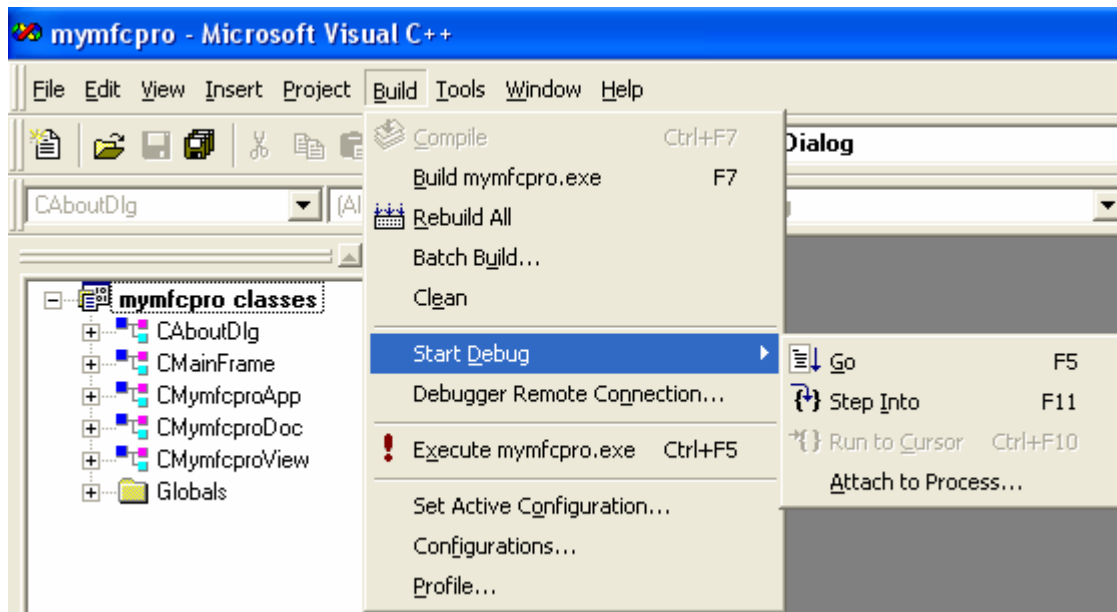 mymfcpro - Microsoft Visual C++
File Edit View Insert Project Build Tools Window Help
Dialog
CAboutDlg
mymfcpro classes
CAboutDlg
CMainFrame
CMymfcproApp
CMymfcproDoc
CMymfcproView
Globals
Compile Ctrl+F7
Build mymfcpro.exe F7
Rebuild All
Batch Build...
Clean
Start Debug
Debugger Remote Connection...
Execute mymfcpro.exe Ctrl+F5
Set Active Configuration...
Configurations...
Profile...
Go F5
Step Into F11
Run to Cursor Ctrl+F10
Attach to Process...